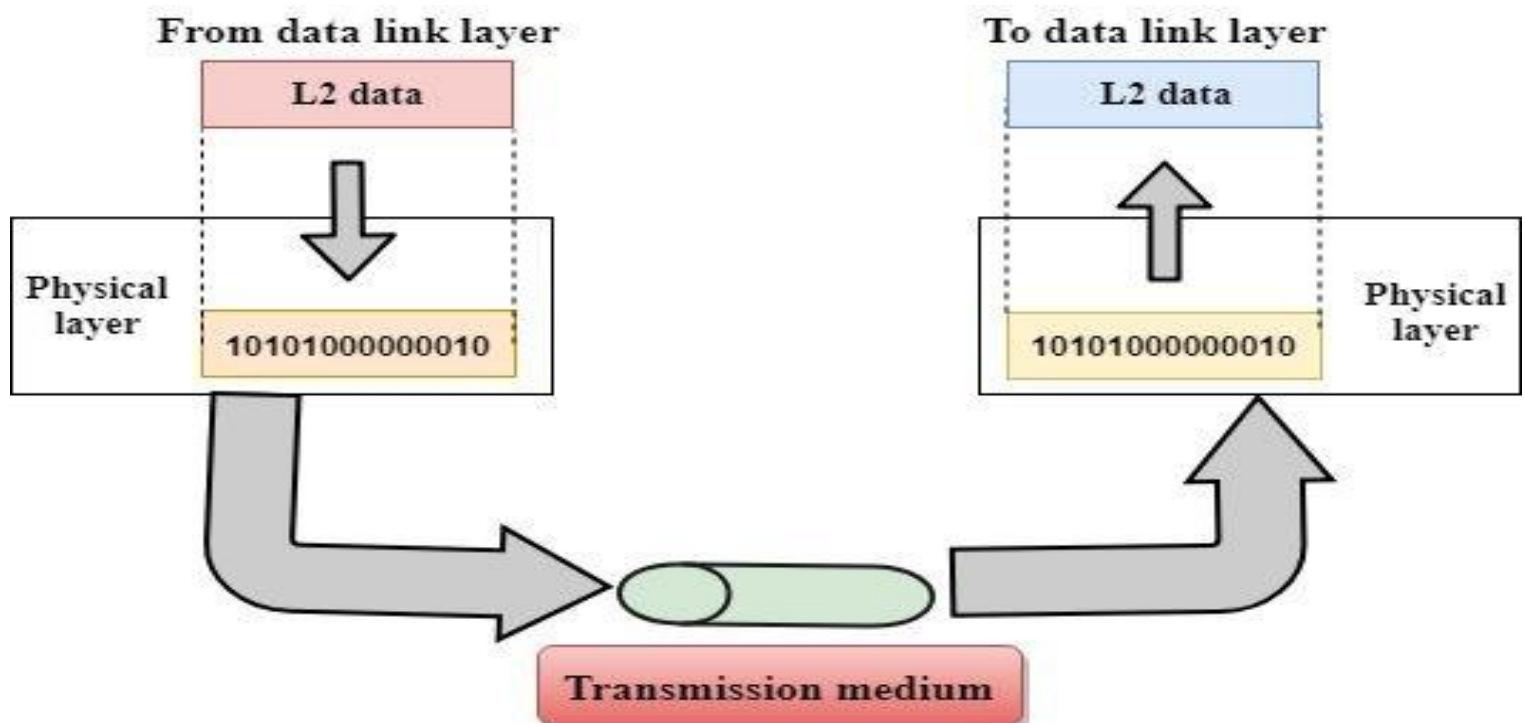 From data link layer
L2 data
Physical
layer
10101000000010
To data link layer
L2 data
10101000000010
Physical
layer
Transmission medium